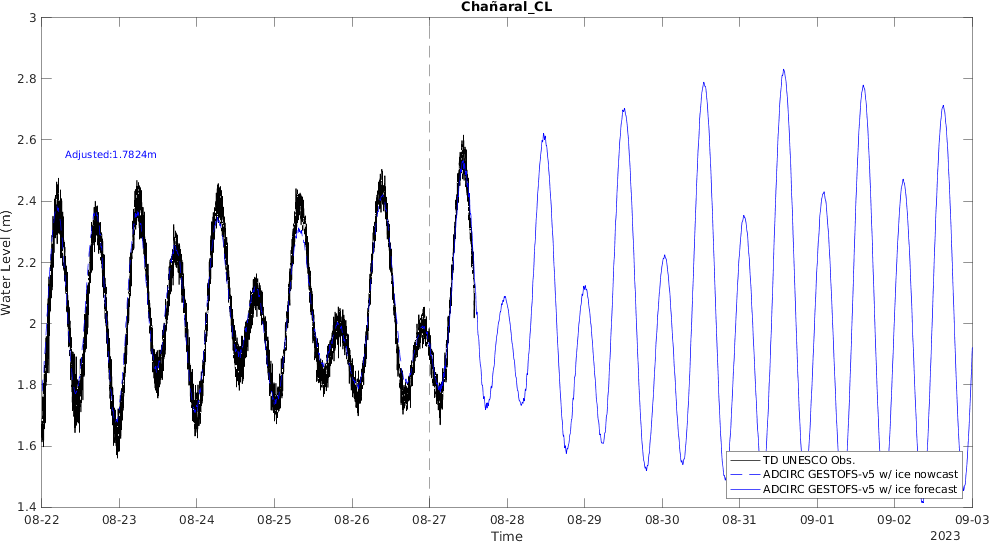 Chañaral_CL
3
2.8
2.6
2.4
2.2
2
1.8
1.6
1.4
Water Level (m)
Adjusted:1.7824m
TD UNESCO Obs.
ADCIRC GESTOFS-v5 w/ ice nowcast
ADCIRC GESTOFS-v5 w/ ice forecast
08-22 08-23 08-24 08-25 08-26 08-27 08-28 08-29 08-30 08-31 09-01 09-02 09-03
Time
2023